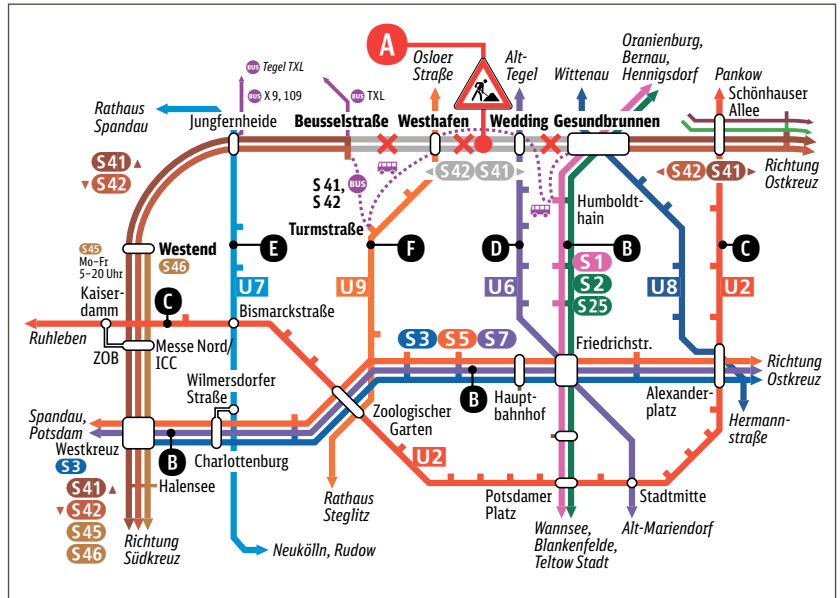 A
Oranienburg,
Bernau,
Hennigsdorf
Osloer
Straße
Alt-
Tegel
Wittenau
Pankow
BUS Tegel TXL
BUS X 9, 109
BUS TXL
Schönhauser
Allee
Rathaus
Spandau
Jungfernheide
Beusselstraße
Westhafen
Wedding
Gesundbrunnen
S41
S42
S 41,
S 42
BUS
S42 S41
S42 S41
Richtung
Ostkreuz
Humboldt-
hain
Turmstraße
S45
Mo–Fr
5–20 Uhr
Westend
S46
E
F
D
B
C
U7
U9
U6
S1
S2
S25
U8
U2
Kaiser-
damm
C
Bismarckstraße
Ruhleben
ZOB
Messe Nord/
ICC
S3 S5 S7
Friedrichstr.
Richtung
Ostkreuz
Wilmersdorfer
Straße
B
Haupt-
bahnhof
Alexander-
platz
Zoologischer
Garten
Hermann-
straße
Spandau,
Potsdam
Westkreuz
S3
B
Charlottenburg
U2
S41
S42
S45
S46
Halensee
Rathaus
Steglitz
Potsdamer
Platz
Stadtmitte
Richtung
Südkreuz
Neukölln, Rudow
Wannsee,
Blankenfelde,
Teltow Stadt
Alt-Mariendorf